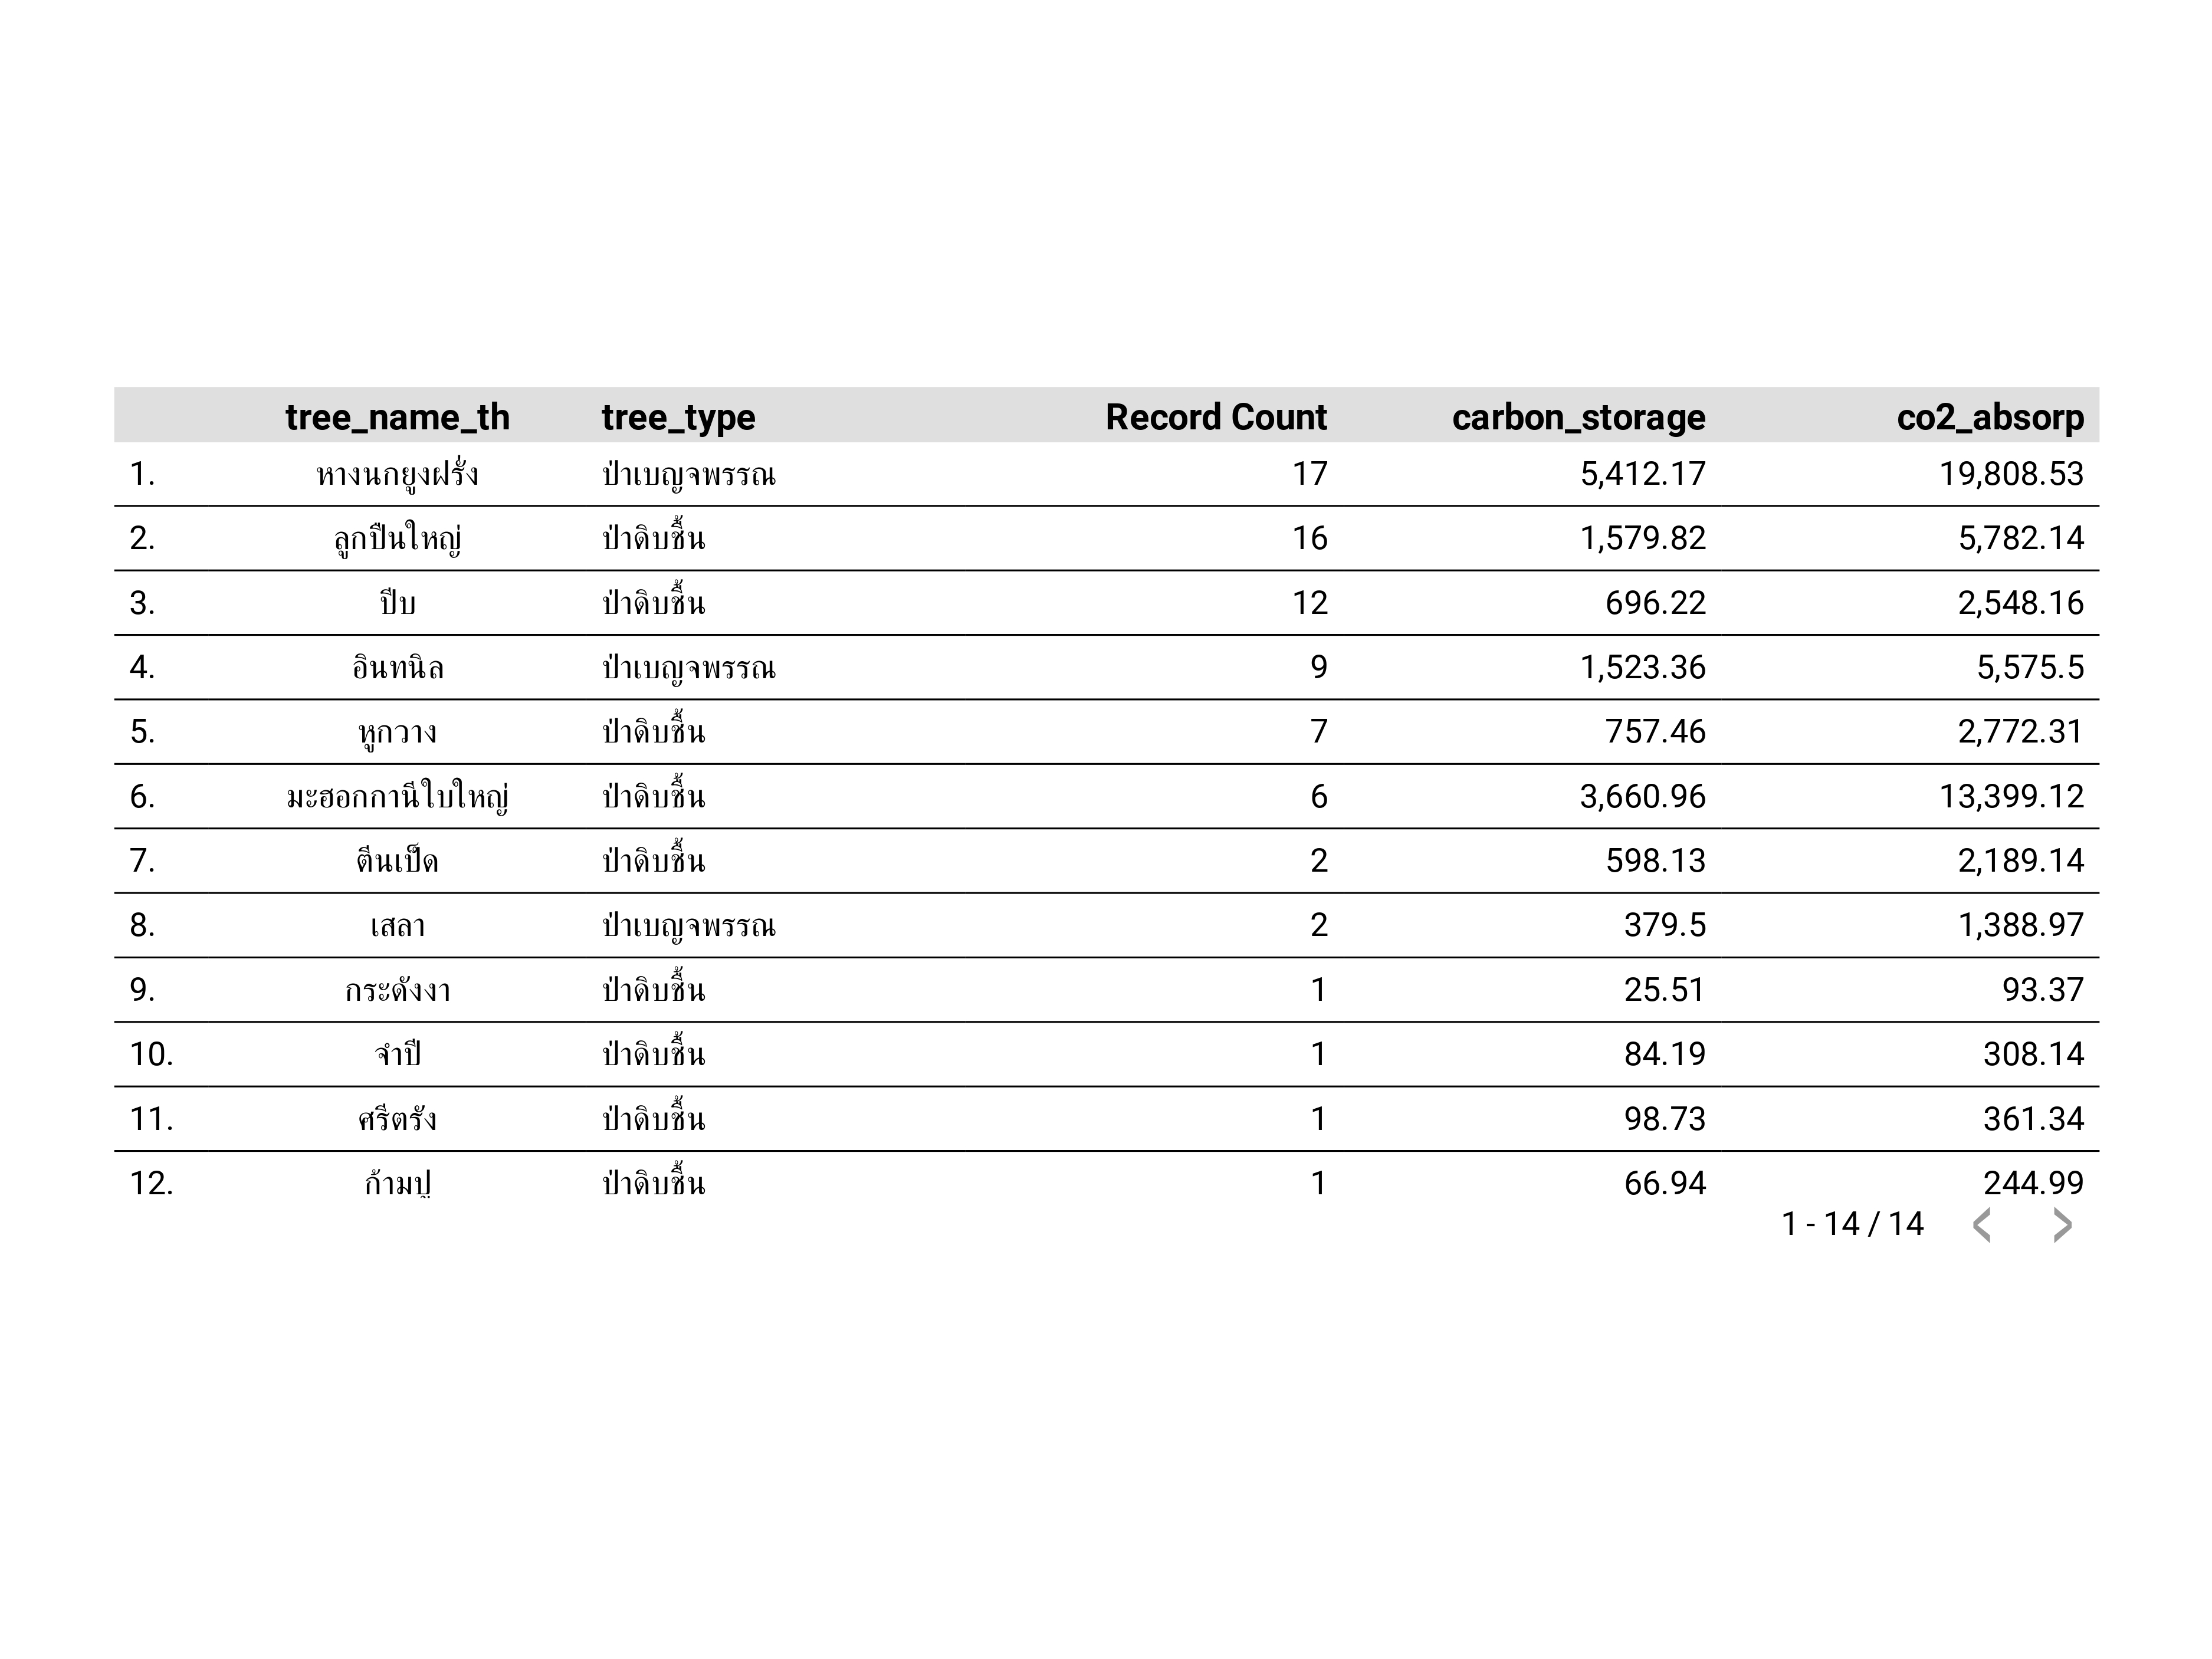 tree_name_th tree_type Record Count carbon_storage co2_absorp
1. หางนกยูงฝรั่ง ป่าเบญจพรรณ 17 5,412.17 19,808.53
2. ลูกปืนใหญ่ ป่าดิบชื้น 16 1,579.82 5,782.14
3. ปีบ ป่าดิบชื้น 12 696.22 2,548.16
4. อินทนิล ป่าเบญจพรรณ 9 1,523.36 5,575.5
5. หูกวาง ป่าดิบชื้น 7 757.46 2,772.31
6. มะฮอกกานีใบใหญ่ ป่าดิบชื้น 6 3,660.96 13,399.12
7. ตีนเป็ด ป่าดิบชื้น 2 598.13 2,189.14
8. เสลา ป่าเบญจพรรณ 2 379.5 1,388.97
9. กระดังงา ป่าดิบชื้น 1 25.51 93.37
10. จำปี ป่าดิบชื้น 1 84.19 308.14
11. ศรีตรัง ป่าดิบชื้น 1 98.73 361.34
12. ก้ามปู ป่าดิบชื้น 1 66.94 244.99
1 - 14 / 14